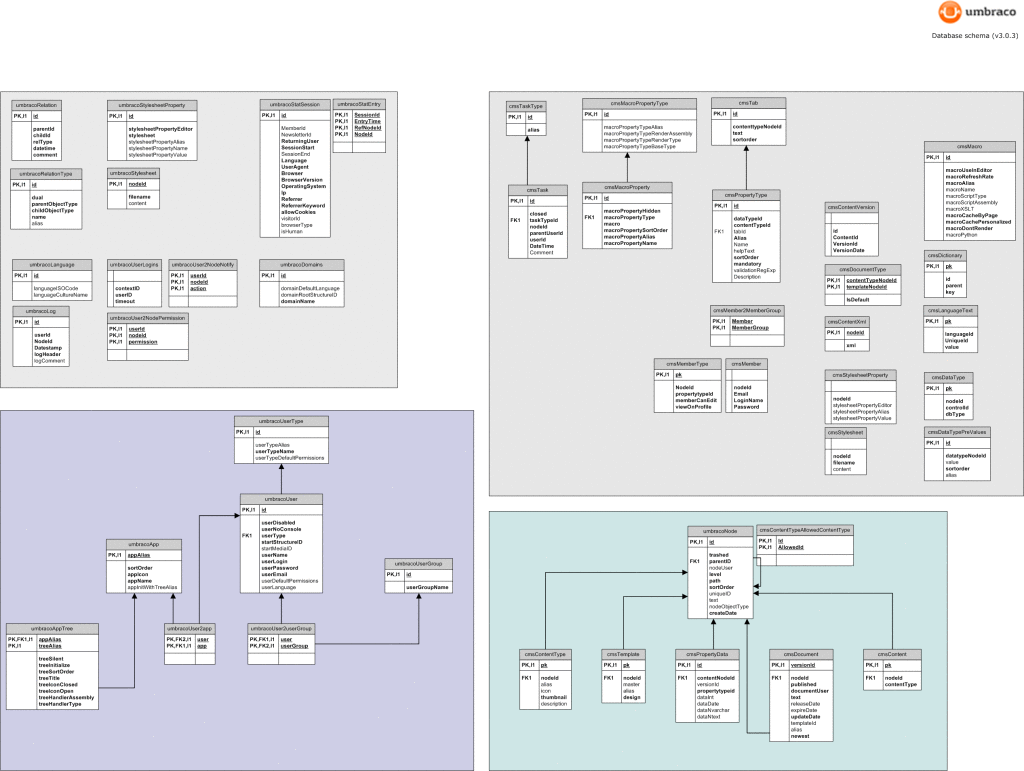 umbraco
Database schema (v3.0.3)
umbracoRelation
PK,I1 id
parentId
childId
relType
datetime
comment
umbracoStylesheetProperty
PK,I1 id
stylesheetPropertyEditor
stylesheet
stylesheetPropertyAlias
stylesheetPropertyName
stylesheetPropertyValue
umbracoStatSession
PK,I1 id
MemberId
NewsletterId
ReturningUser
SessionStart
SessionEnd
Language
UserAgent
Browser
BrowserVersion
OperatingSystem
Ip
Referrer
ReferrerKeyword
allowCookies
visitorId
browserType
isHuman
umbracoStatEntry
PK,I1 SessionId
PK,I1 EntryTime
PK,I1 RefNodeId
PK,I1 NodeId
umbracoRelationType
PK,I1 id
dual
parentObjectType
childObjectType
name
alias
umbracoStylesheet
PK,I1 nodeId
filename
content
umbracoLanguage
PK,I1 id
languageISOCode
languageCultureName
umbracoUserLogins
contextID
userID
timeout
umbracoUser2NodeNotify
PK,I1 userId
PK,I1 nodeId
PK,I1 action
umbracoDomains
PK,I1 id
domainDefaultLanguage
domainRootStructureID
domainName
umbracoLog
PK,I1 id
userId
NodeId
Datestamp
logHeader
logComment
umbracoUser2NodePermission
PK,I1 userId
PK,I1 nodeId
PK,I1 permission
cmsTaskType
PK,I1 id
alias
cmsMacroPropertyType
PK,I1 id
macroPropertyTypeAlias
macroPropertyTypeRenderAssembly
macroPropertyTypeRenderType
macroPropertyTypeBaseType
cmsTab
PK,I1 id
contenttypeNodeId
text
sortorder
cmsMacro
PK,I1 id
macroUseInEditor
macroRefreshRate
macroAlias
macroName
macroScriptType
macroScriptAssembly
macroXSLT
macroCacheByPage
macroCachePersonalized
macroDontRender
macroPython
cmsTask
PK,I1 id
closed
FK1 taskTypeId
nodeId
parentUserId
userId
DateTime
Comment
cmsMacroProperty
PK,I1 id
macroPropertyHidden
FK1 macroPropertyType
macro
macroPropertySortOrder
macroPropertyAlias
macroPropertyName
cmsPropertyType
PK,I1 id
dataTypeId
contentTypeId
FK1 tabId
Alias
Name
helpText
sortOrder
mandatory
validationRegExp
Description
cmsContentVersion
id
ContentId
VersionId
VersionDate
cmsDocumentType
PK,I1 contentTypeNodeId
PK,I1 templateNodeId
IsDefault
cmsDictionary
PK,I1 pk
id
parent
key
cmsMember2MemberGroup
PK,I1 Member
PK,I1 MemberGroup
cmsContentXml
PK,I1 nodeId
xml
cmsLanguageText
PK,I1 pk
languageId
UniqueId
value
cmsMemberType
PK,I1 pk
NodeId
propertytypeId
memberCanEdit
viewOnProfile
cmsMember
nodeId
Email
LoginName
Password
cmsStylesheetProperty
nodeId
stylesheetPropertyEditor
stylesheetPropertyAlias
stylesheetPropertyValue
cmsDataType
PK,I1 pk
nodeId
controlId
dbType
cmsStylesheet
nodeId
filename
content
cmsDataTypePreValues
PK,I1 id
datatypeNodeId
value
sortorder
alias
umbracoUserType
PK,I1 id
userTypeAlias
userTypeName
userTypeDefaultPermissions
umbracoUser
PK,I1 id
userDisabled
userNoConsole
FK1 userType
startStructureID
startMediaID
userName
userLogin
userPassword
userEmail
userDefaultPermissions
userLanguage
umbracoApp
PK,I1 appAlias
sortOrder
appIcon
appName
appInitWithTreeAlias
umbracoUserGroup
PK,I1 id
userGroupName
umbracoAppTree
PK,FK1,I1 appAlias
PK,I1 treeAlias
treeSilent
treeInitialize
treeSortOrder
treeTitle
treeIconClosed
treeIconOpen
treeHandlerAssembly
treeHandlerType
umbracoUser2app
PK,FK2,I1 user
PK,FK1,I1 app
umbracoUser2userGroup
PK,FK1,I1 user
PK,FK2,I1 userGroup
umbracoNode
PK,I1 id
trashed
FK1 parentID
nodeUser
level
path
sortOrder
uniqueID
text
nodeObjectType
createDate
cmsContentTypeAllowedContentType
PK,I1 Id
PK,I1 AllowedId
cmsContentType
PK,I1 pk
FK1 nodeId
alias
icon
thumbnail
description
cmsTemplate
PK,I1 pk
FK1 nodeId
master
alias
design
cmsPropertyData
PK,I1 id
FK1 contentNodeId
versionId
propertytypeid
dataInt
dataDate
dataNvarchar
dataNtext
cmsDocument
PK,I1 versionId
FK1 nodeId
published
documentUser
text
releaseDate
expireDate
updateDate
templateId
alias
newest
cmsContent
PK,I1 pk
FK1 nodeId
contentType